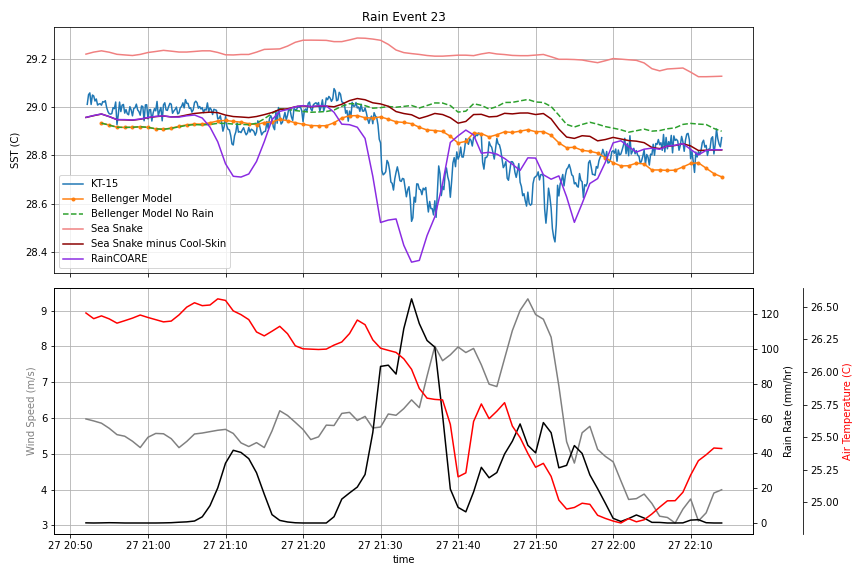 Rain Event 23
SST (C)
29.2
29.0
28.8
28.6
28.4
KT-15
Bellenger Model
Bellenger Model No Rain
Sea Snake
Sea Snake minus Cool-Skin
RainCOARE
Wind Speed (m/s)
9
8
7
6
5
4
3
120
100
80
60
40
20
0
Rain Rate (mm/hr)
26.50
26.25
26.00
25.75
25.50
25.25
25.00
Air Temperature (C)
27 20:50 27 21:00 27 21:10 27 21:20 27 21:30 27 21:40 27 21:50 27 22:00 27 22:10
time